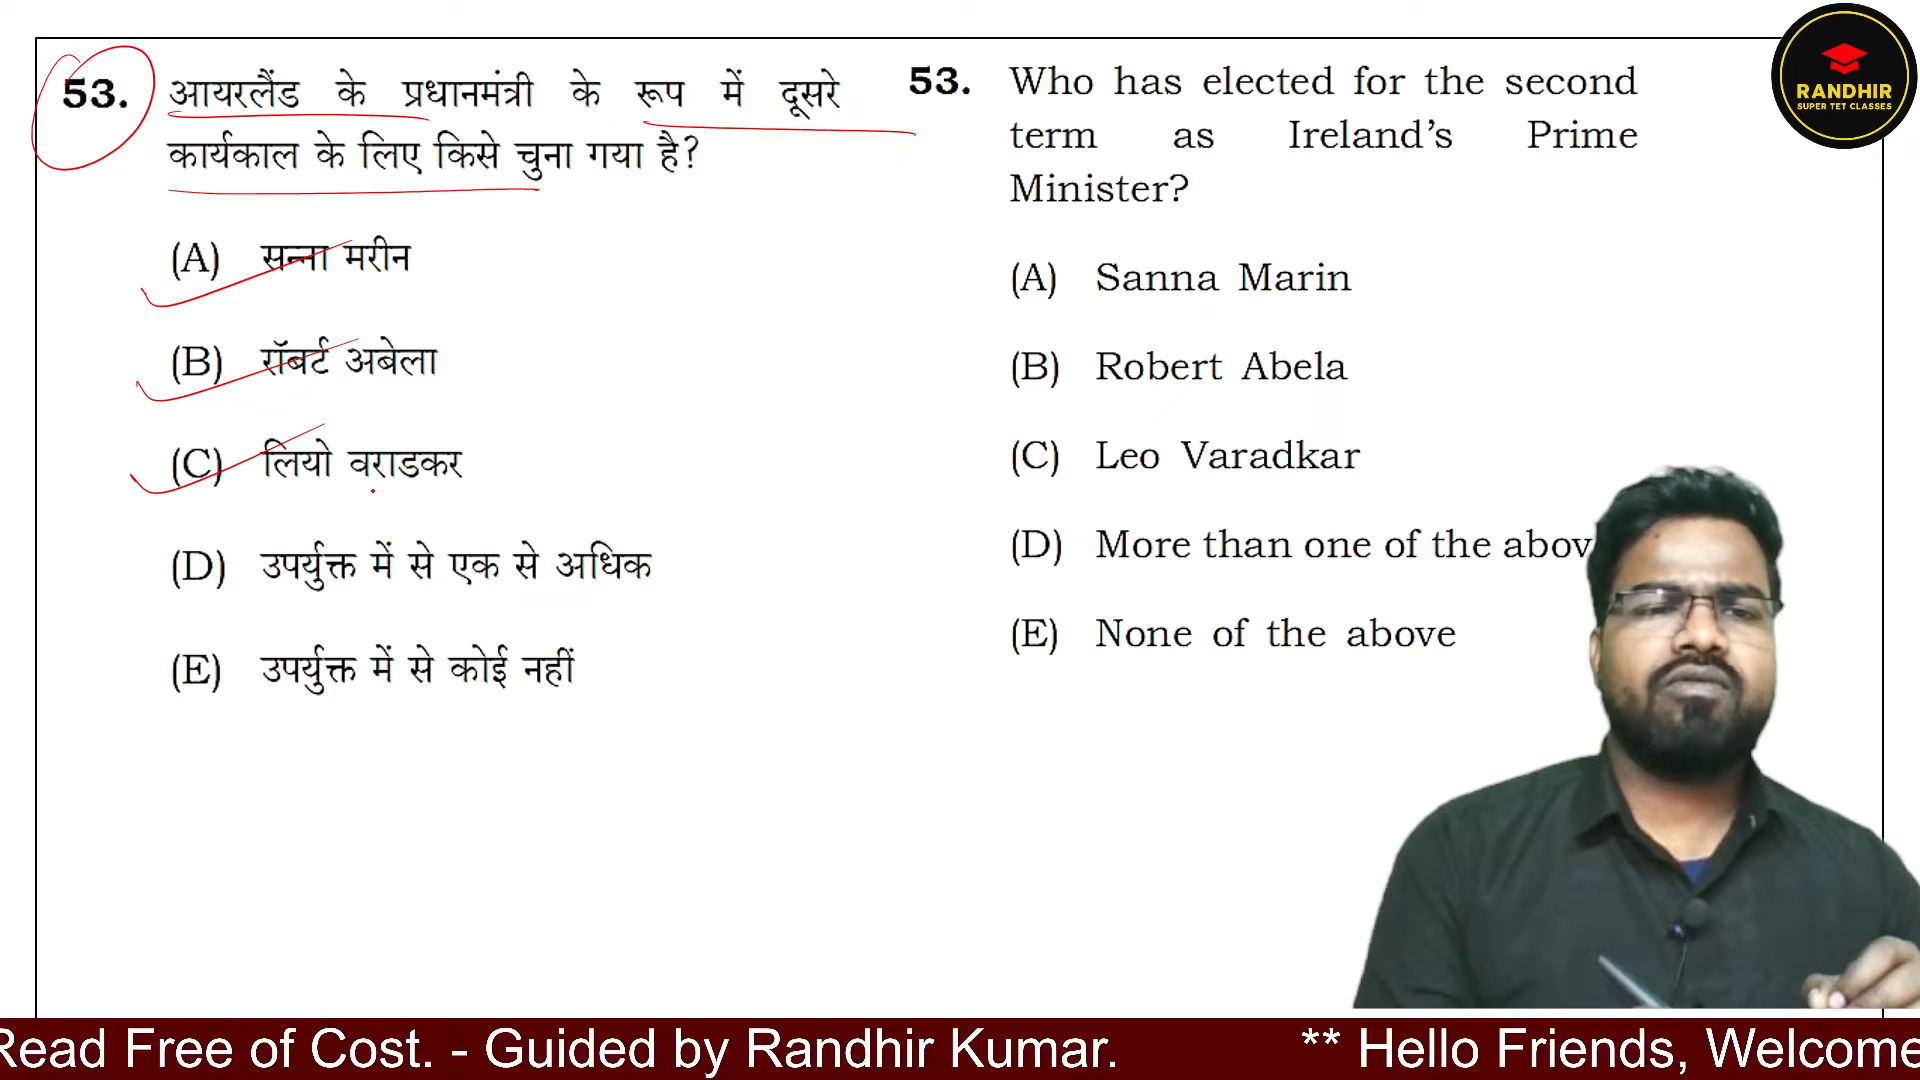 53. आयरलैंड के प्रधानमंत्री के रूप में दूसरे
कार्यकाल के लिए किसे चुना गया है?
(A) सन्ना मरीन
(B) रॉबर्ट अबेला
(C) लियो वराडकर
(D) उपर्युक्त में से एक से अधिक
(E) उपर्युक्त में से कोई नहीं
53. Who has elected for the second
term as Ireland’s Prime
Minister?
(A) Sanna Marin
(B) Robert Abela
(C) Leo Varadkar
(D) More than one of the abov
(E) None of the above
RANDHIR
SUPER TET CLASSES
Read Free of Cost. - Guided by Randhir Kumar. ** Hello Friends, Welcome